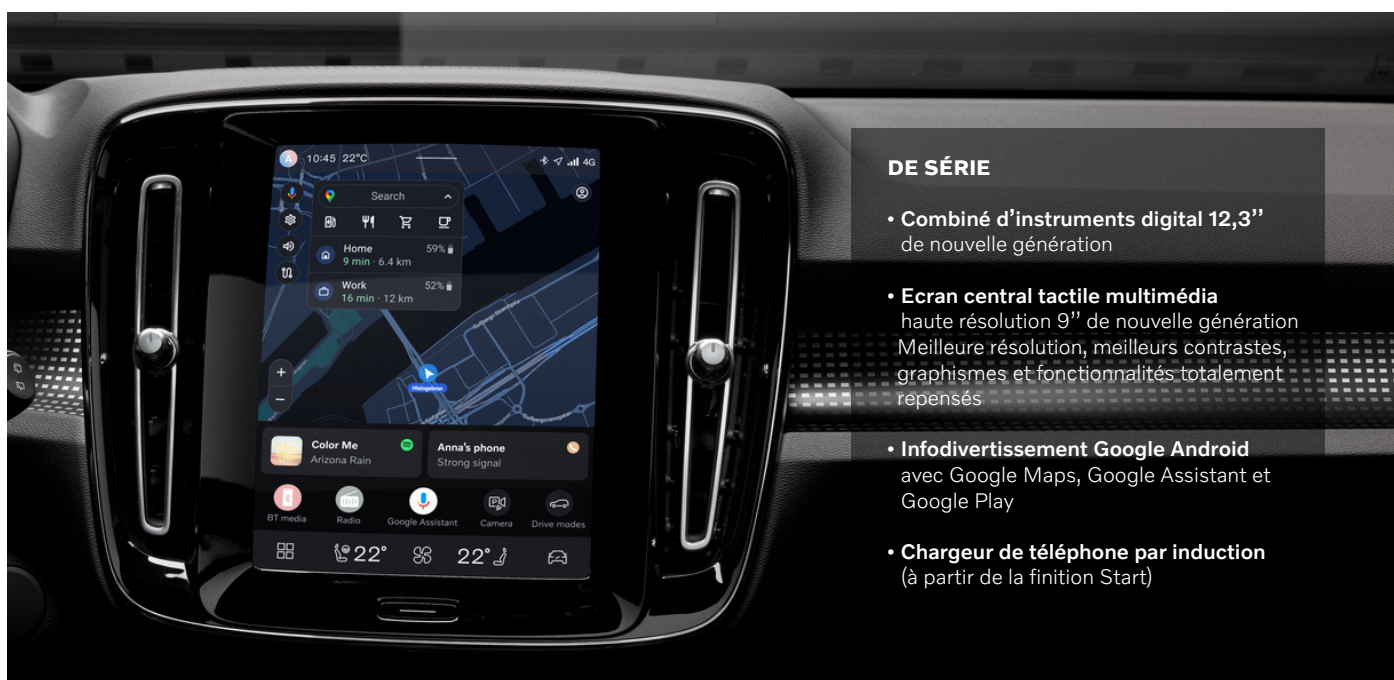 10:45 22°C
4G
Search
Home 59%
9 min · 6.4 km
Work 52%
16 min · 12 km
Hisingsbron
+
−
Color Me
Arizona Rain
Anna's phone
Strong signal
BT media
Radio
Google Assistant
Camera
Drive modes
22°
22°
DE SÉRIE
• Combiné d’instruments digital 12,3’’
de nouvelle génération
• Ecran central tactile multimédia
haute résolution 9’’ de nouvelle génération
Meilleure résolution, meilleurs contrastes,
graphismes et fonctionnalités totalement
repensés
• Infodivertissement Google Android
avec Google Maps, Google Assistant et
Google Play
• Chargeur de téléphone par induction
(à partir de la finition Start)